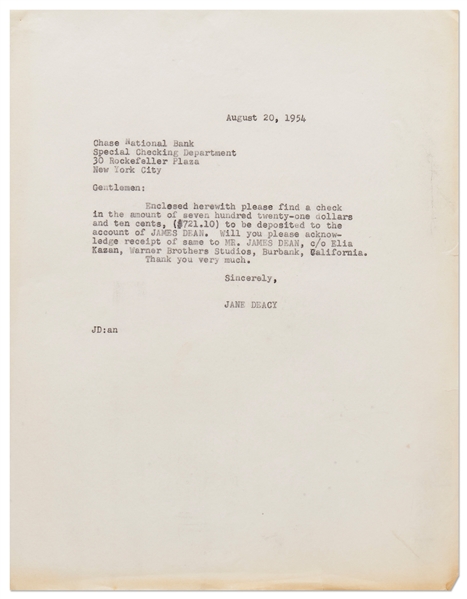 August 20, 1954
Chase National Bank
Special Checking Department
30 Rockefeller Plaza
New York City
Gentlemen:
Enclosed herewith please find a check
in the amount of seven hundred twenty-one dollars
and ten cents, ($721.10) to be deposited to the
account of JAMES DEAN. Will you please acknow-
ledge receipt of same to MR. JAMES DEAN, c/o Elia
Kazan, Warner Brothers Studios, Burbank, California.
Thank you very much.
Sincerely,
JANE DEACY
JD:an